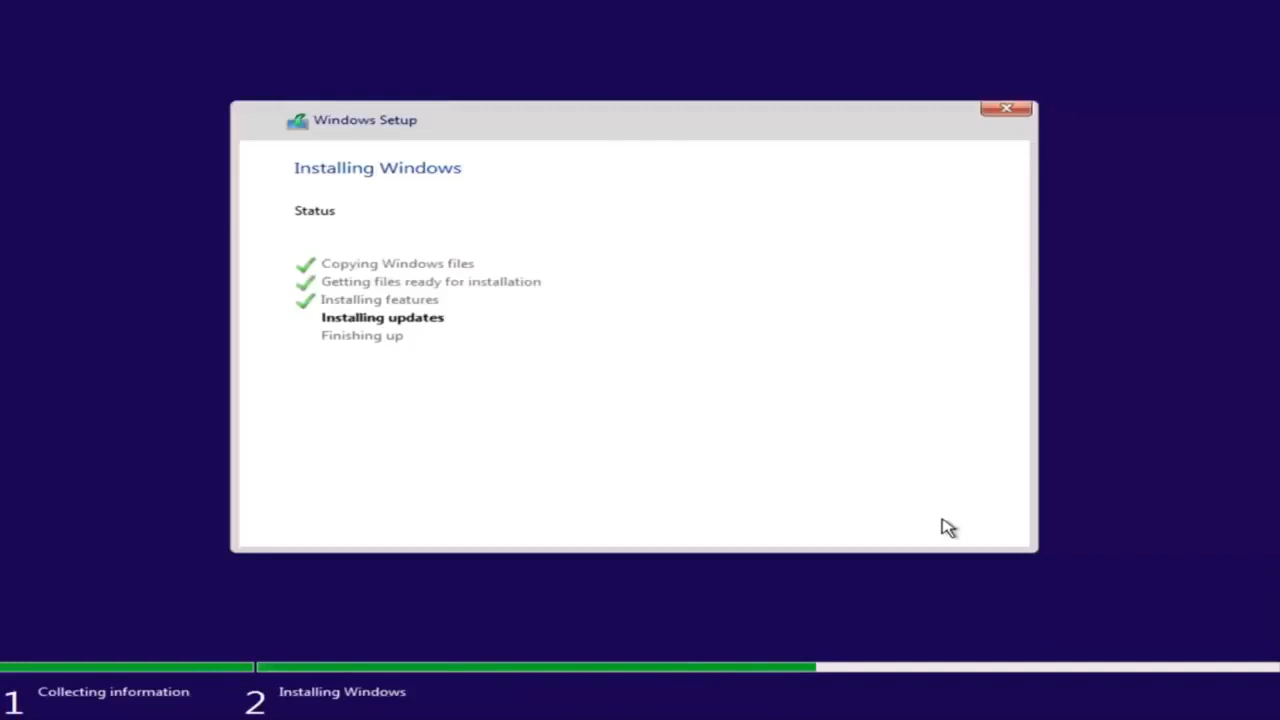 Windows Setup
Installing Windows
Status
Copying Windows files
Getting files ready for installation
Installing features
Installing updates
Finishing up
1 Collecting information
2 Installing Windows